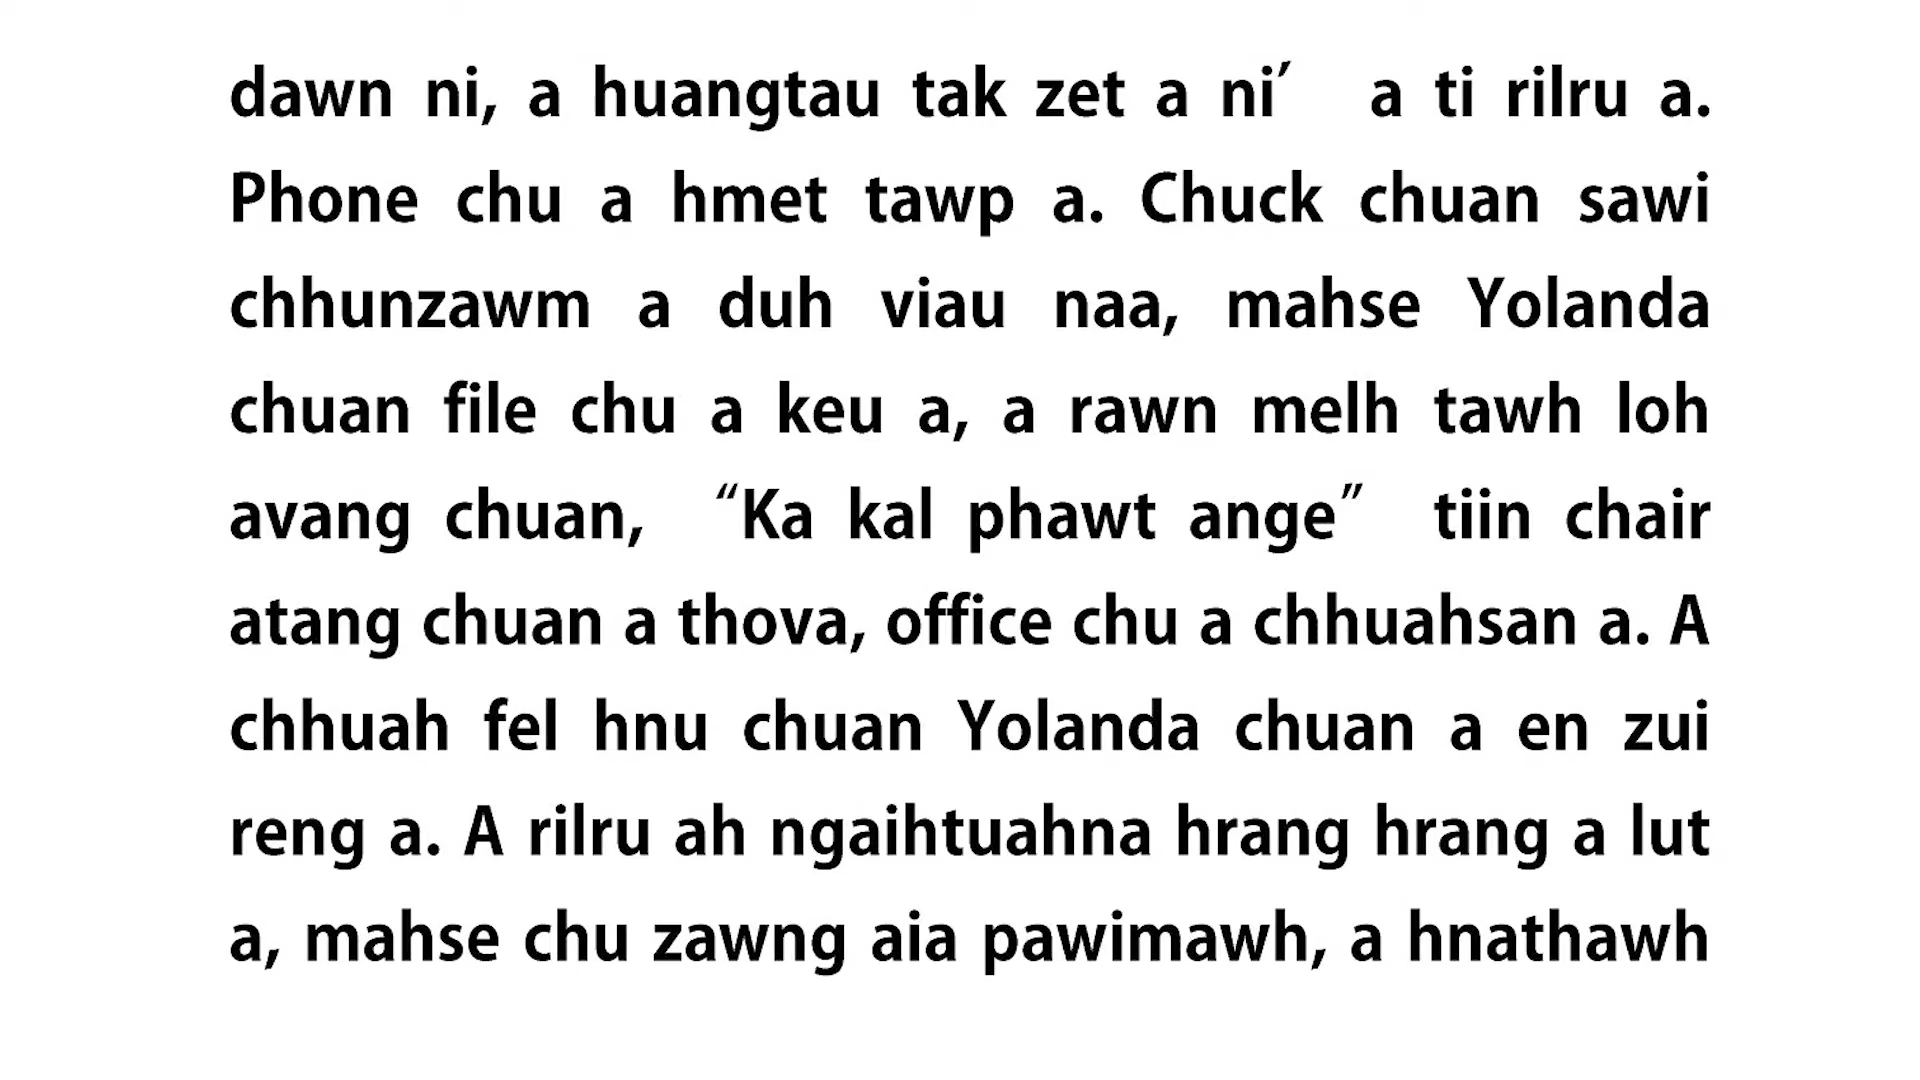 dawn ni, a huangtau tak zet a ni′ a ti rilru a.
Phone chu a hmet tawp a. Chuck chuan sawi
chhunzawm a duh viau naa, mahse Yolanda
chuan file chu a keu a, a rawn melh tawh loh
avang chuan, “Ka kal phawt ange” tiin chair
atang chuan a thova, office chu a chhuahsan a. A
chhuah fel hnu chuan Yolanda chuan a en zui
reng a. A rilru ah ngaihtuahna hrang hrang a lut
a, mahse chu zawng aia pawimawh, a hnathawh